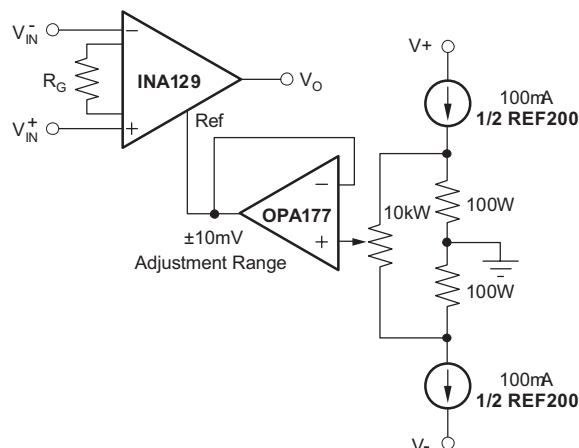 V-IN
-
RG
INA129
VO
V+IN
+
Ref
V+
100mA
1/2 REF200
-
OPA177
+
10kW
100W
±10mV
Adjustment Range
100W
100mA
1/2 REF200
V-